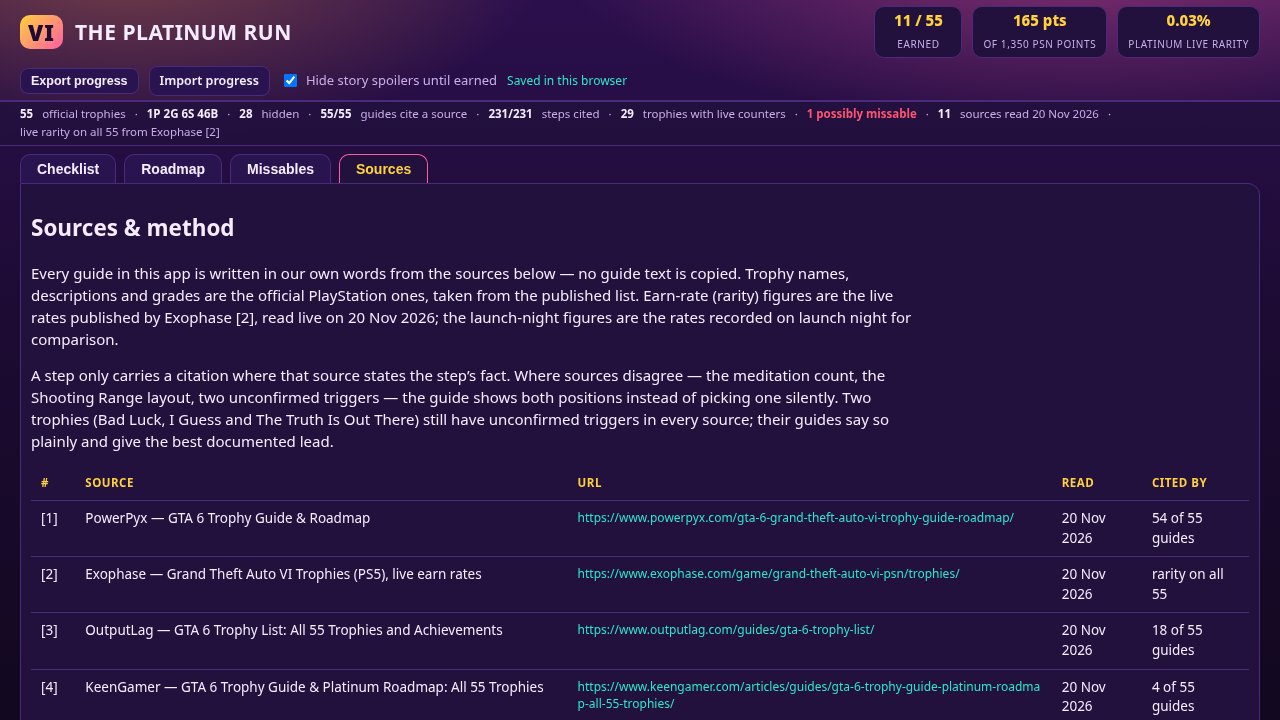 VI THE PLATINUM RUN
11 / 55
EARNED
165 pts
OF 1,350 PSN POINTS
0.03%
PLATINUM LIVE RARITY
Export progress
Import progress
Hide story spoilers until earned
Saved in this browser
55 official trophies · 1P 2G 6S 46B · 28 hidden · 55/55 guides cite a source · 231/231 steps cited · 29 trophies with live counters · 1 possibly missable · 11 sources read 20 Nov 2026 ·
live rarity on all 55 from Exophase [2]
Checklist
Roadmap
Missables
Sources
Sources & method
Every guide in this app is written in our own words from the sources below — no guide text is copied. Trophy names,
descriptions and grades are the official PlayStation ones, taken from the published list. Earn-rate (rarity) figures are the live
rates published by Exophase [2], read live on 20 Nov 2026; the launch-night figures are the rates recorded on launch night for
comparison.
A step only carries a citation where that source states the step’s fact. Where sources disagree — the meditation count, the
Shooting Range layout, two unconfirmed triggers — the guide shows both positions instead of picking one silently. Two
trophies (Bad Luck, I Guess and The Truth Is Out There) still have unconfirmed triggers in every source; their guides say so
plainly and give the best documented lead.
# SOURCE URL READ CITED BY
[1] PowerPyx — GTA 6 Trophy Guide & Roadmap https://www.powerpyx.com/gta-6-grand-theft-auto-vi-trophy-guide-roadmap/ 20 Nov 54 of 55
2026 guides
[2] Exophase — Grand Theft Auto VI Trophies (PS5), live earn rates https://www.exophase.com/game/grand-theft-auto-vi-psn/trophies/ 20 Nov rarity on all
2026 55
[3] OutputLag — GTA 6 Trophy List: All 55 Trophies and Achievements https://www.outputlag.com/guides/gta-6-trophy-list/ 20 Nov 18 of 55
2026 guides
[4] KeenGamer — GTA 6 Trophy Guide & Platinum Roadmap: All 55 Trophies https://www.keengamer.com/articles/guides/gta-6-trophy-guide-platinum-roadma 20 Nov 4 of 55
p-all-55-trophies/ 2026 guides